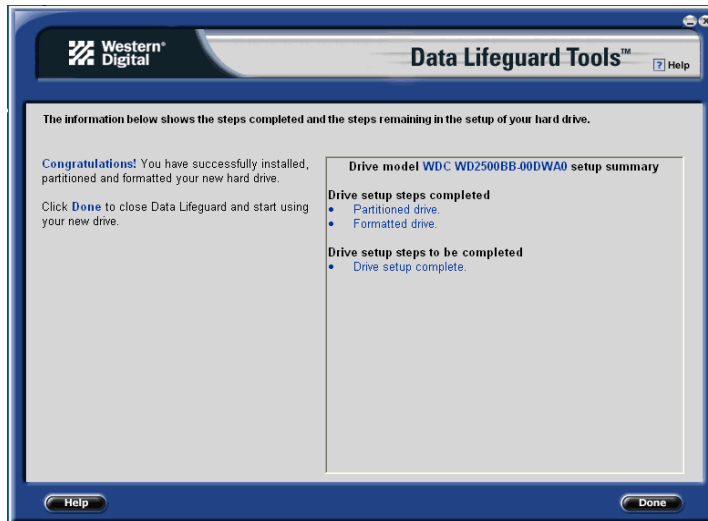 Western®
Digital
Data Lifeguard Tools™
? Help
The information below shows the steps completed and the steps remaining in the setup of your hard drive.
Congratulations! You have successfully installed,
partitioned and formatted your new hard drive.
Click Done to close Data Lifeguard and start using
your new drive.
Drive model WDC WD2500BB-00DWA0 setup summary
Drive setup steps completed
• Partitioned drive.
• Formatted drive.
Drive setup steps to be completed
• Drive setup complete.
Help
Done